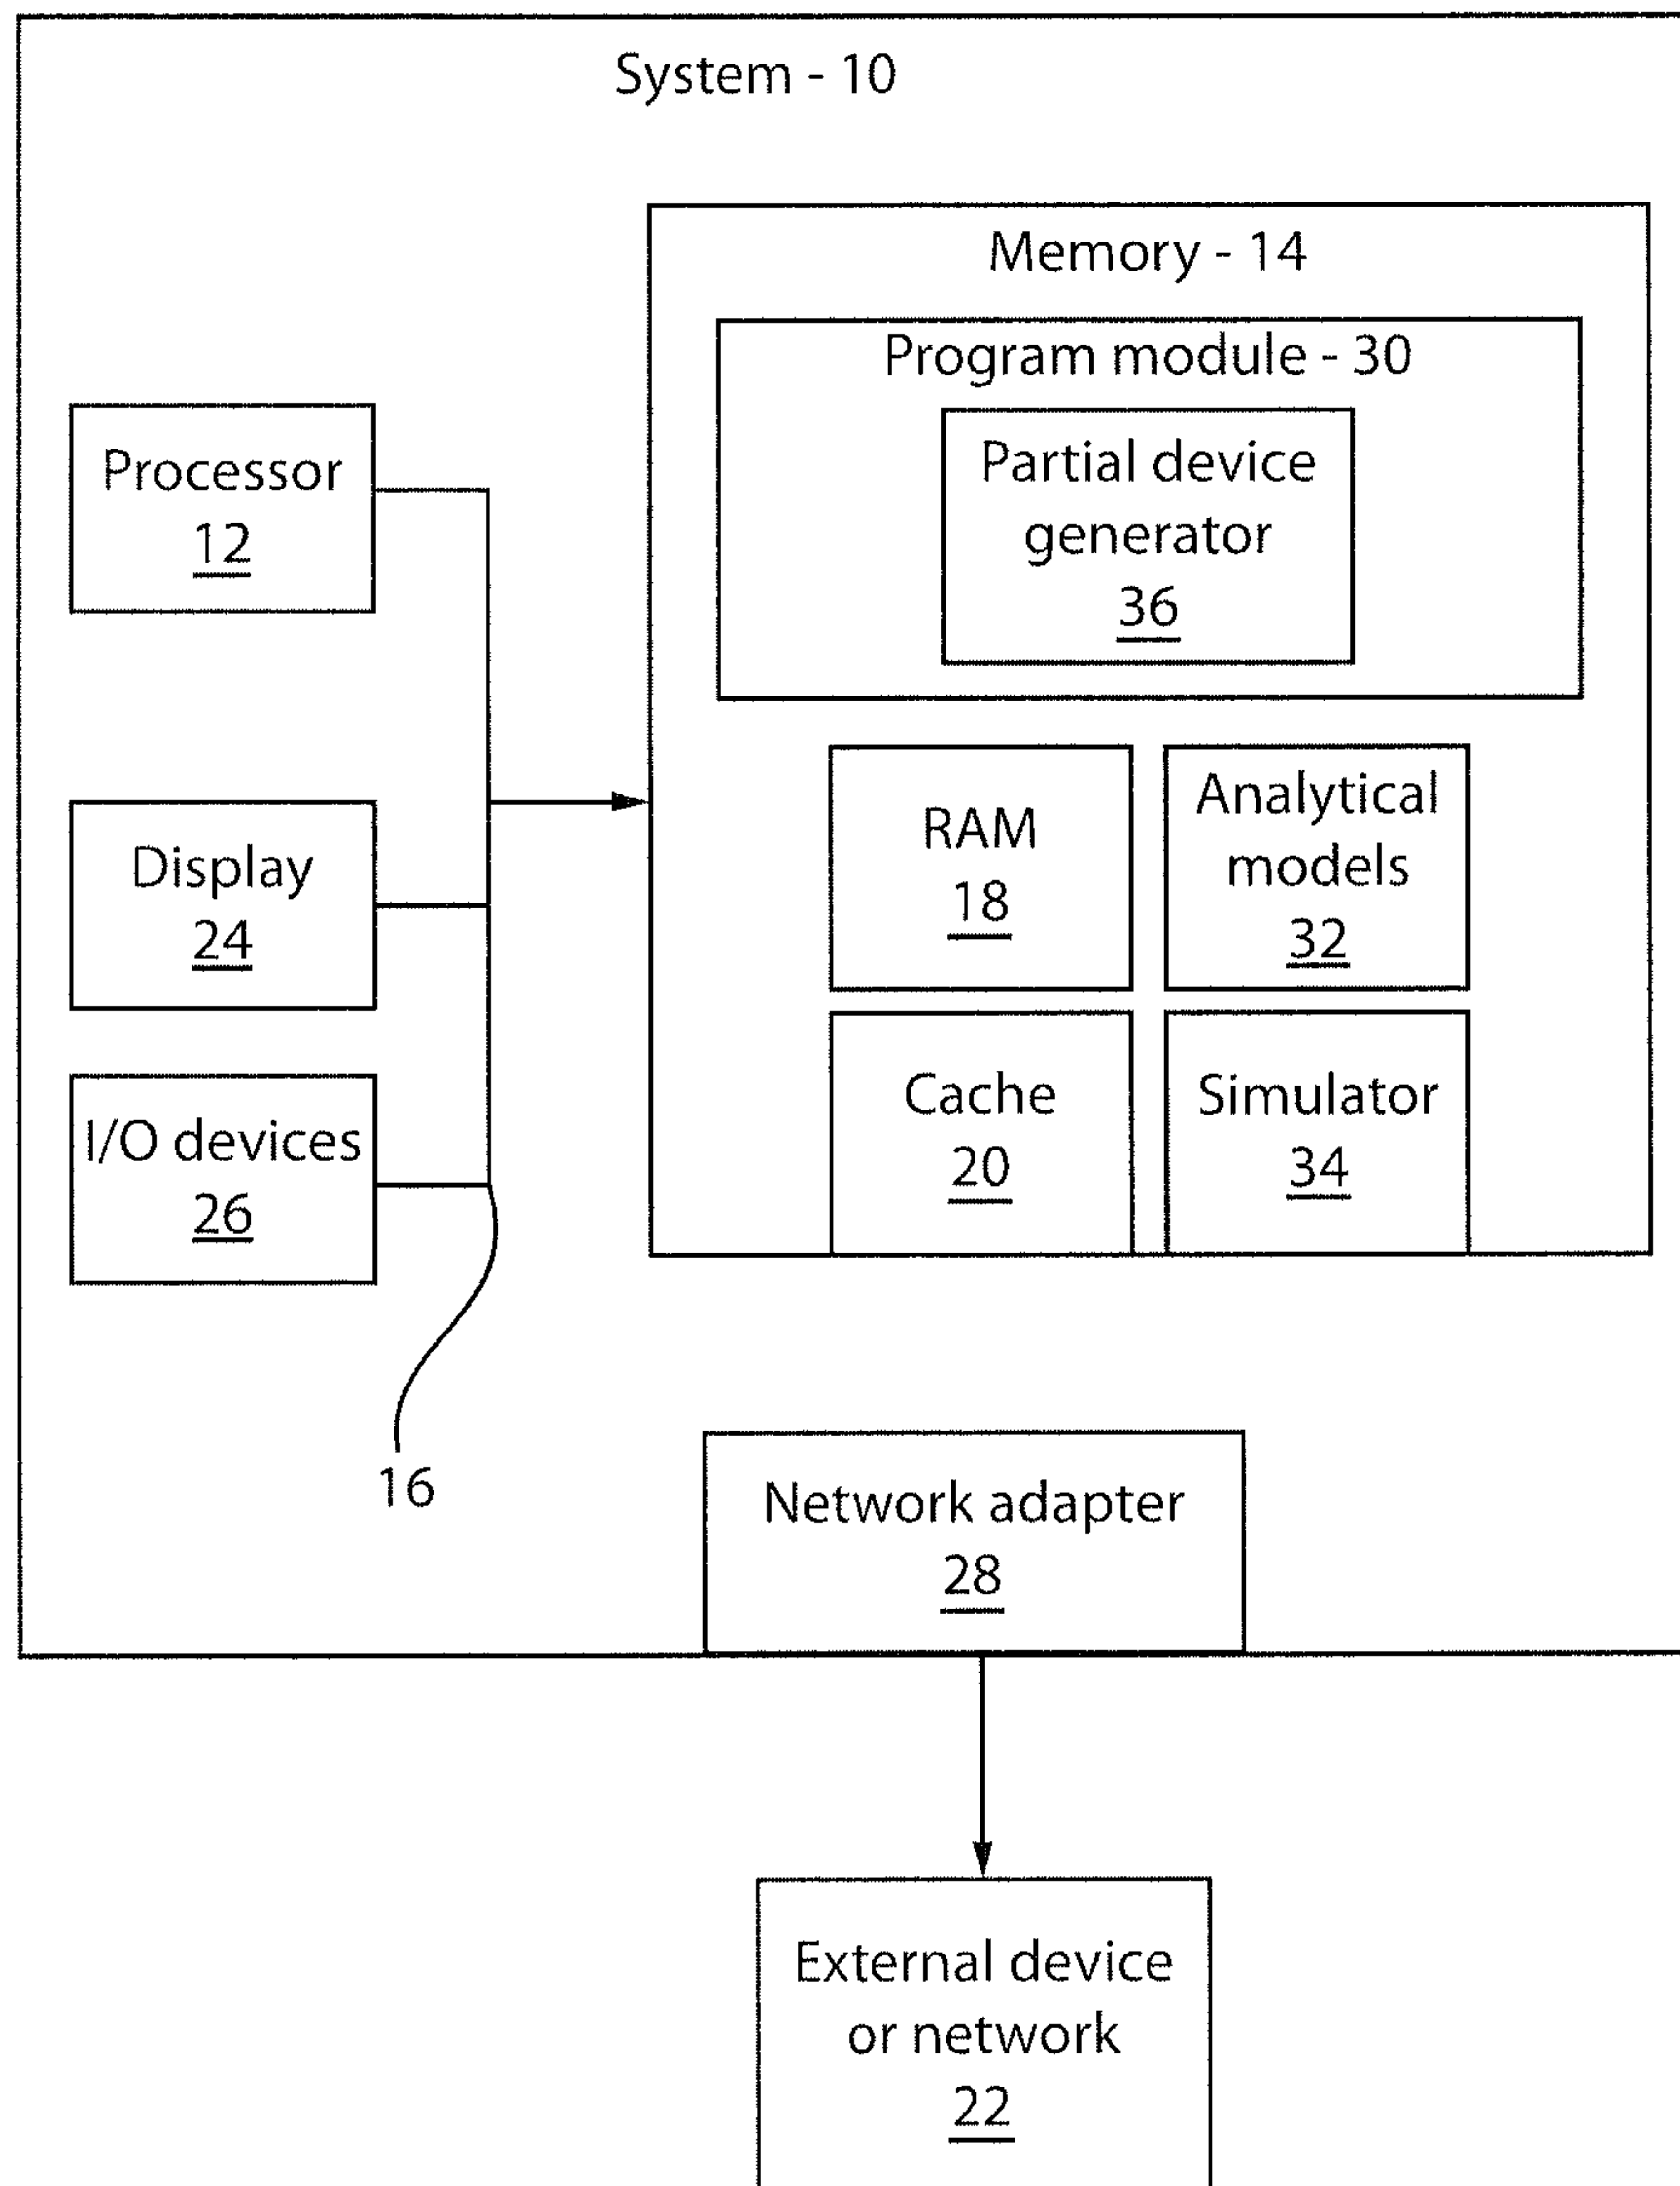 System - 10
Memory - 14
Program module - 30
Partial device
generator
36
Processor
12
Display
24
I/O devices
26
RAM
18
Analytical
models
32
Cache
20
Simulator
34
16
Network adapter
28
External device
or network
22